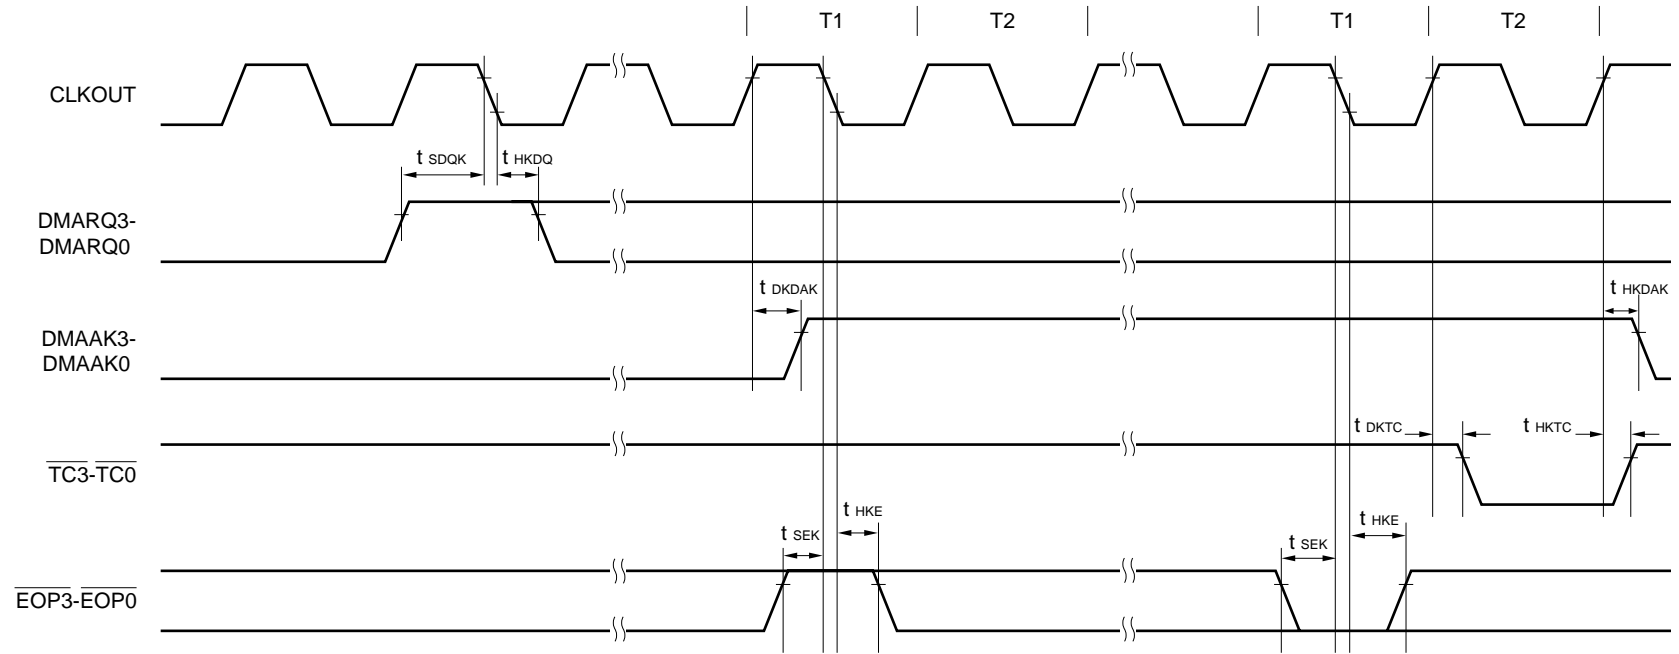 T1 T2 T1 T2
CLKOUT
t SDQK t HKDQ
DMARQ3-
DMARQ0
t DKDAK t HKDAK
DMAAK3-
DMAAK0
t DKTC t HKTC
TC3-TC0
t SEK t HKE t SEK t HKE
EOP3-EOP0